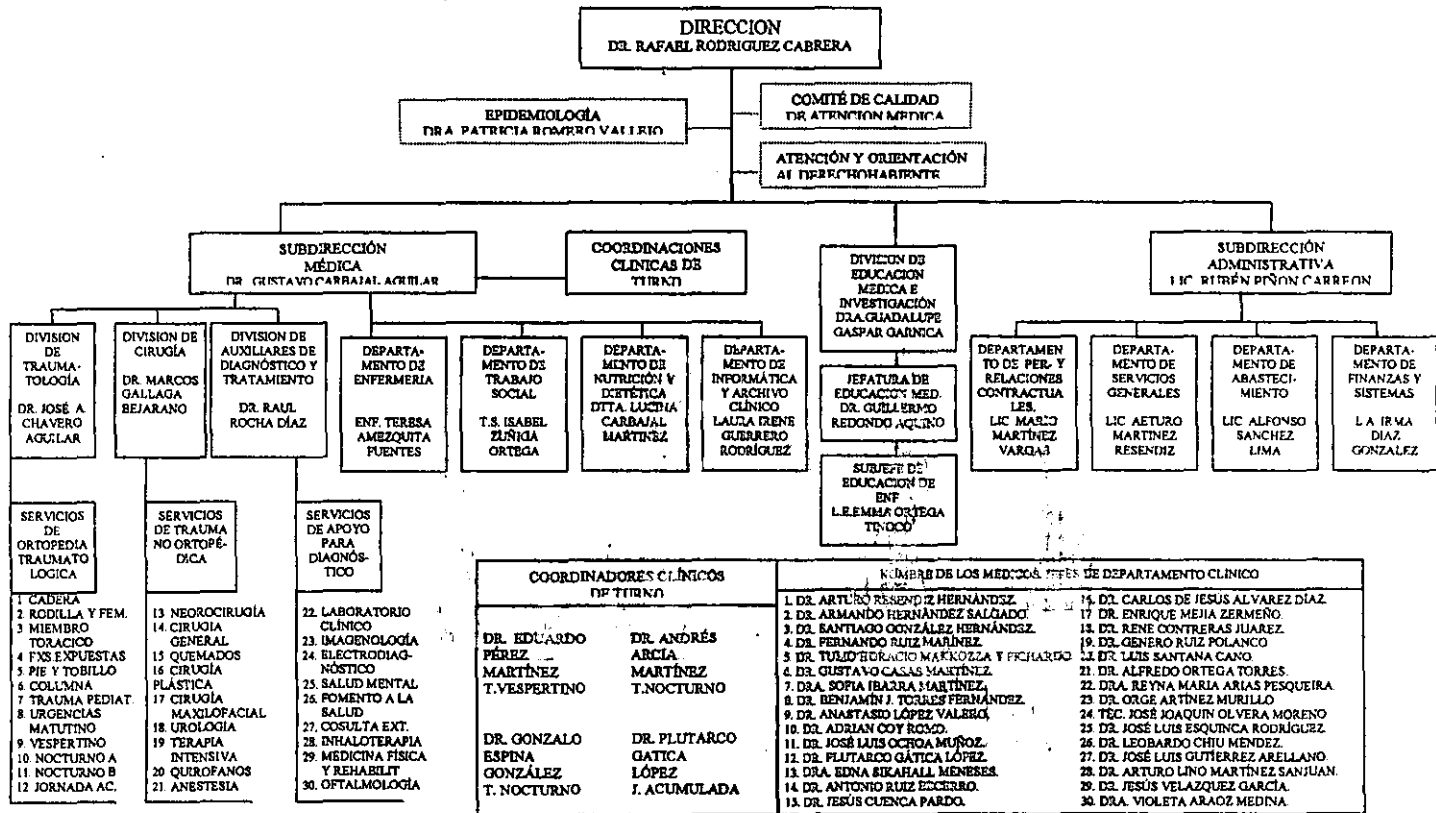 DIRECCION
DR. RAFAEL RODRIGUEZ CABRERA
EPIDEMIOLOGÍA
DRA. PATRICIA ROMERO VALLEJO
COMITÉ DE CALIDAD
DE ATENCION MEDICA
ATENCIÓN Y ORIENTACIÓN
AL DERECHOHABIENTE
SUBDIRECCIÓN
MÉDICA
DR. GUSTAVO CARBAJAL AGUILAR
COORDINACIONES
CLINICAS DE
TURNO
DIVISION DE
EDUCACION
MEDICA E
INVESTIGACIÓN
DRA.GUADALUPE
GASPAR GARNICA
SUBDIRECCIÓN
ADMINISTRATIVA
LIC. RUBÉN PIÑON CARREON
DIVISION
DE
TRAUMA-
TOLOGÍA
DR. JOSÉ A.
CHAVERO
AGUILAR
DIVISION DE
CIRUGÍA
DR. MARCOS
GALLAGA
BEJARANO
DIVISION DE
AUXILIARES DE
DIAGNÓSTICO Y
TRATAMIENTO
DR. RAUL
ROCHA DÍAZ
DEPARTA-
MENTO DE
ENFERMERIA
ENF. TERESA
AMEZQUITA
FUENTES
DEPARTA-
MENTO DE
TRABAJO
SOCIAL
T.S. ISABEL
ZUÑIGA
ORTEGA
DEPARTA-
MENTO DE
NUTRICIÓN Y
DIETÉTICA
DTTA. LUCINA
CARBAJAL
MARTINEZ
DEPARTA-
MENTO DE
INFORMÁTICA
Y ARCHIVO
CLÍNICO
LAURA IRENE
GUERRERO
RODRÍGUEZ
JEFATURA DE
EDUCACION MED.
DR. GUILLERMO
REDONDO AQUINO
SUBJEFE DE
EDUCACION DE
ENF
L.E.EMMA ORTEGA
TINOCO
DEPARTAMEN
TO DE PER- Y
RELACIONES
CONTRACTUA
LES.
LIC MARIO
MARTÍNEZ
VARGAS
DEPARTA-
MENTO DE
SERVICIOS
GENERALES
LIC ARTURO
MARTINEZ
RESENDIZ
DEPARTA-
MENTO DE
ABASTECI-
MIENTO
LIC ALFONSO
SANCHEZ
LIMA
DEPARTA-
MENTO DE
FINANZAS Y
SISTEMAS
L A IRMA
DIAZ
GONZALEZ
SERVICIOS
DE
ORTOPEDIA
TRAUMATO
LOGICA
SERVICIOS
DE TRAUMA
NO ORTOPÉ-
DICA
SERVICIOS
DE APOYO
PARA
DIAGNÓS-
TICO
1 CADERA
2. RODILLA Y FEM.
3 MIEMBRO
TORACICO
4 FXS.EXPUESTAS
5. PIE Y TOBILLO
6. COLUMNA
7 TRAUMA PEDIAT.
8. URGENCIAS
MATUTINO
9. VESPERTINO
10. NOCTURNO A
11 NOCTURNO B
12 JORNADA AC.
13 NEOROCIRUGÍA
14. CIRUGIA
GENERAL
15 QUEMADOS
16 CIRUGÍA
PLÁSTICA
17 CIRUGÍA
MAXILOFACIAL
18. UROLOGIA
19 TERAPIA
INTENSIVA
20 QUIROFANOS
21. ANESTESIA
22. LABORATORIO
CLÍNICO
23. IMAGENOLOGÍA
24. ELECTRODIAG-
NÓSTICO
25. SALUD MENTAL
26. FOMENTO A LA
SALUD
27. COSULTA EXT.
28. INHALOTERAPIA
29. MEDICINA FÍSICA
Y REHABILIT
30. OFTALMOLOGÍA
COORDINADORES CLÍNICOS
DE TURNO
DR. EDUARDO
PÉREZ
MARTÍNEZ
T.VESPERTINO
DR. ANDRÉS
ARCÍA
MARTÍNEZ
T.NOCTURNO
DR. GONZALO
ESPINA
GONZÁLEZ
T. NOCTURNO
DR. PLUTARCO
GATICA
LÓPEZ
J. ACUMULADA
NOMBRE DE LOS MEDICOS JEFES DE DEPARTAMENTO CLINICO
1. DR. ARTURO RESENDIZ HERNÁNDEZ.
2. DR. ARMANDO HERNÁNDEZ SALGADO.
3. DR. SANTIAGO GONZÁLEZ HERNÁNDEZ.
4. DR. FERNANDO RUIZ MARÍNEZ.
5 DR. HORACIO Y PICHARDO
6. DR. GUSTAVO CASAS MARTÍNEZ.
7. DRA. SOFIA IBARRA MARTÍNEZ.
8. DR. BENJAMÍN J. TORRES FERNÁNDEZ.
9. DR. ANASTASIO LÓPEZ VALERO.
10. DR. ADRIAN COY ROMO.
11. DR. JOSÉ LUIS OCHOA MUÑOZ.
12. DR. PLUTARCO GÁTICA LÓPEZ.
13. DRA. EDNA SIKAHALL MENESES.
14. DR. ANTONIO RUIZ
15. DR. JESÚS CUENCA PARDO.
16. DR. CARLOS DE JESÚS ALVAREZ DÍAZ.
17 DR. ENRIQUE MEJIA ZERMEÑO.
18. DR. RENE CONTRERAS JUAREZ.
19 DR. GENERO RUIZ POLANCO
DR. LUIS SANTANA CANO.
21. DR. ALFREDO ORTEGA TORRES.
22. DRA. REYNA MARIA ARIAS PESQUEIRA.
23. DR. ORGE ARTÍNEZ MURILLO
24. TEC. JOSÉ JOAQUIN OLVERA MORENO
25. DR. JOSÉ LUIS ESQUINCA RODRÍGUEZ.
26. DR. LEOBARDO CHIU MENDEZ.
27. DR. JOSÉ LUIS GUTIERREZ ARELLANO.
28. DR. ARTURO LINO MARTÍNEZ SANJUAN.
29. DR. JESÚS VELAZQUEZ GARCÍA.
30. DRA. VIOLETA ARAOZ MEDINA.